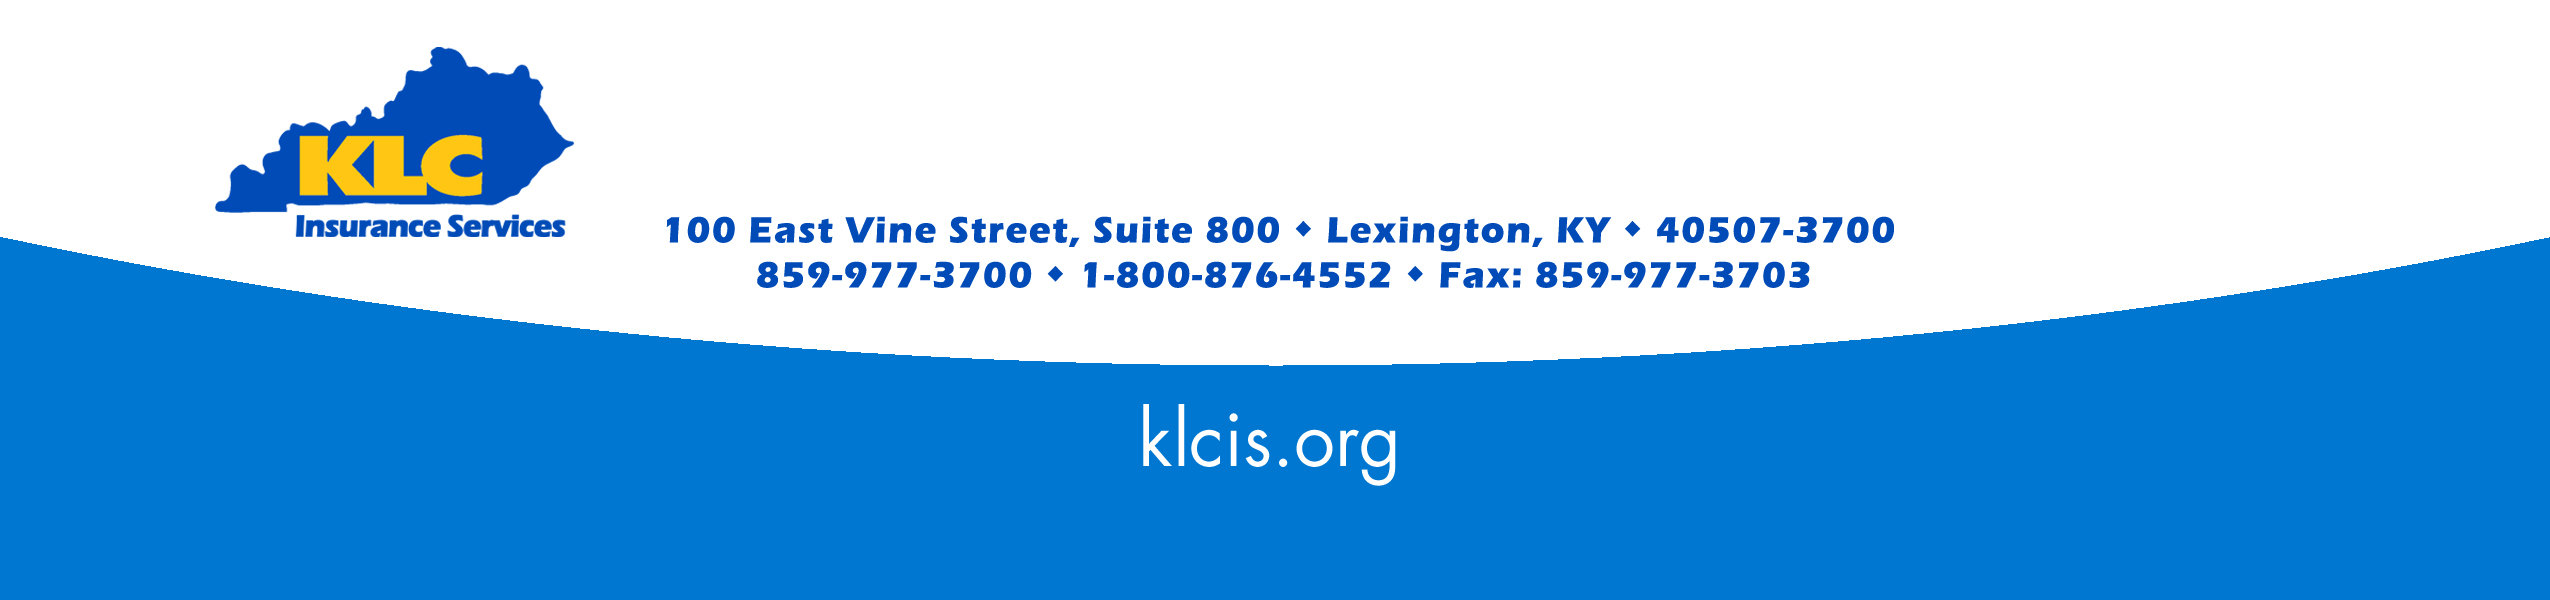 KLC
Insurance Services
100 East Vine Street, Suite 800 • Lexington, KY • 40507-3700
859-977-3700 • 1-800-876-4552 • Fax: 859-977-3703
klcis.org